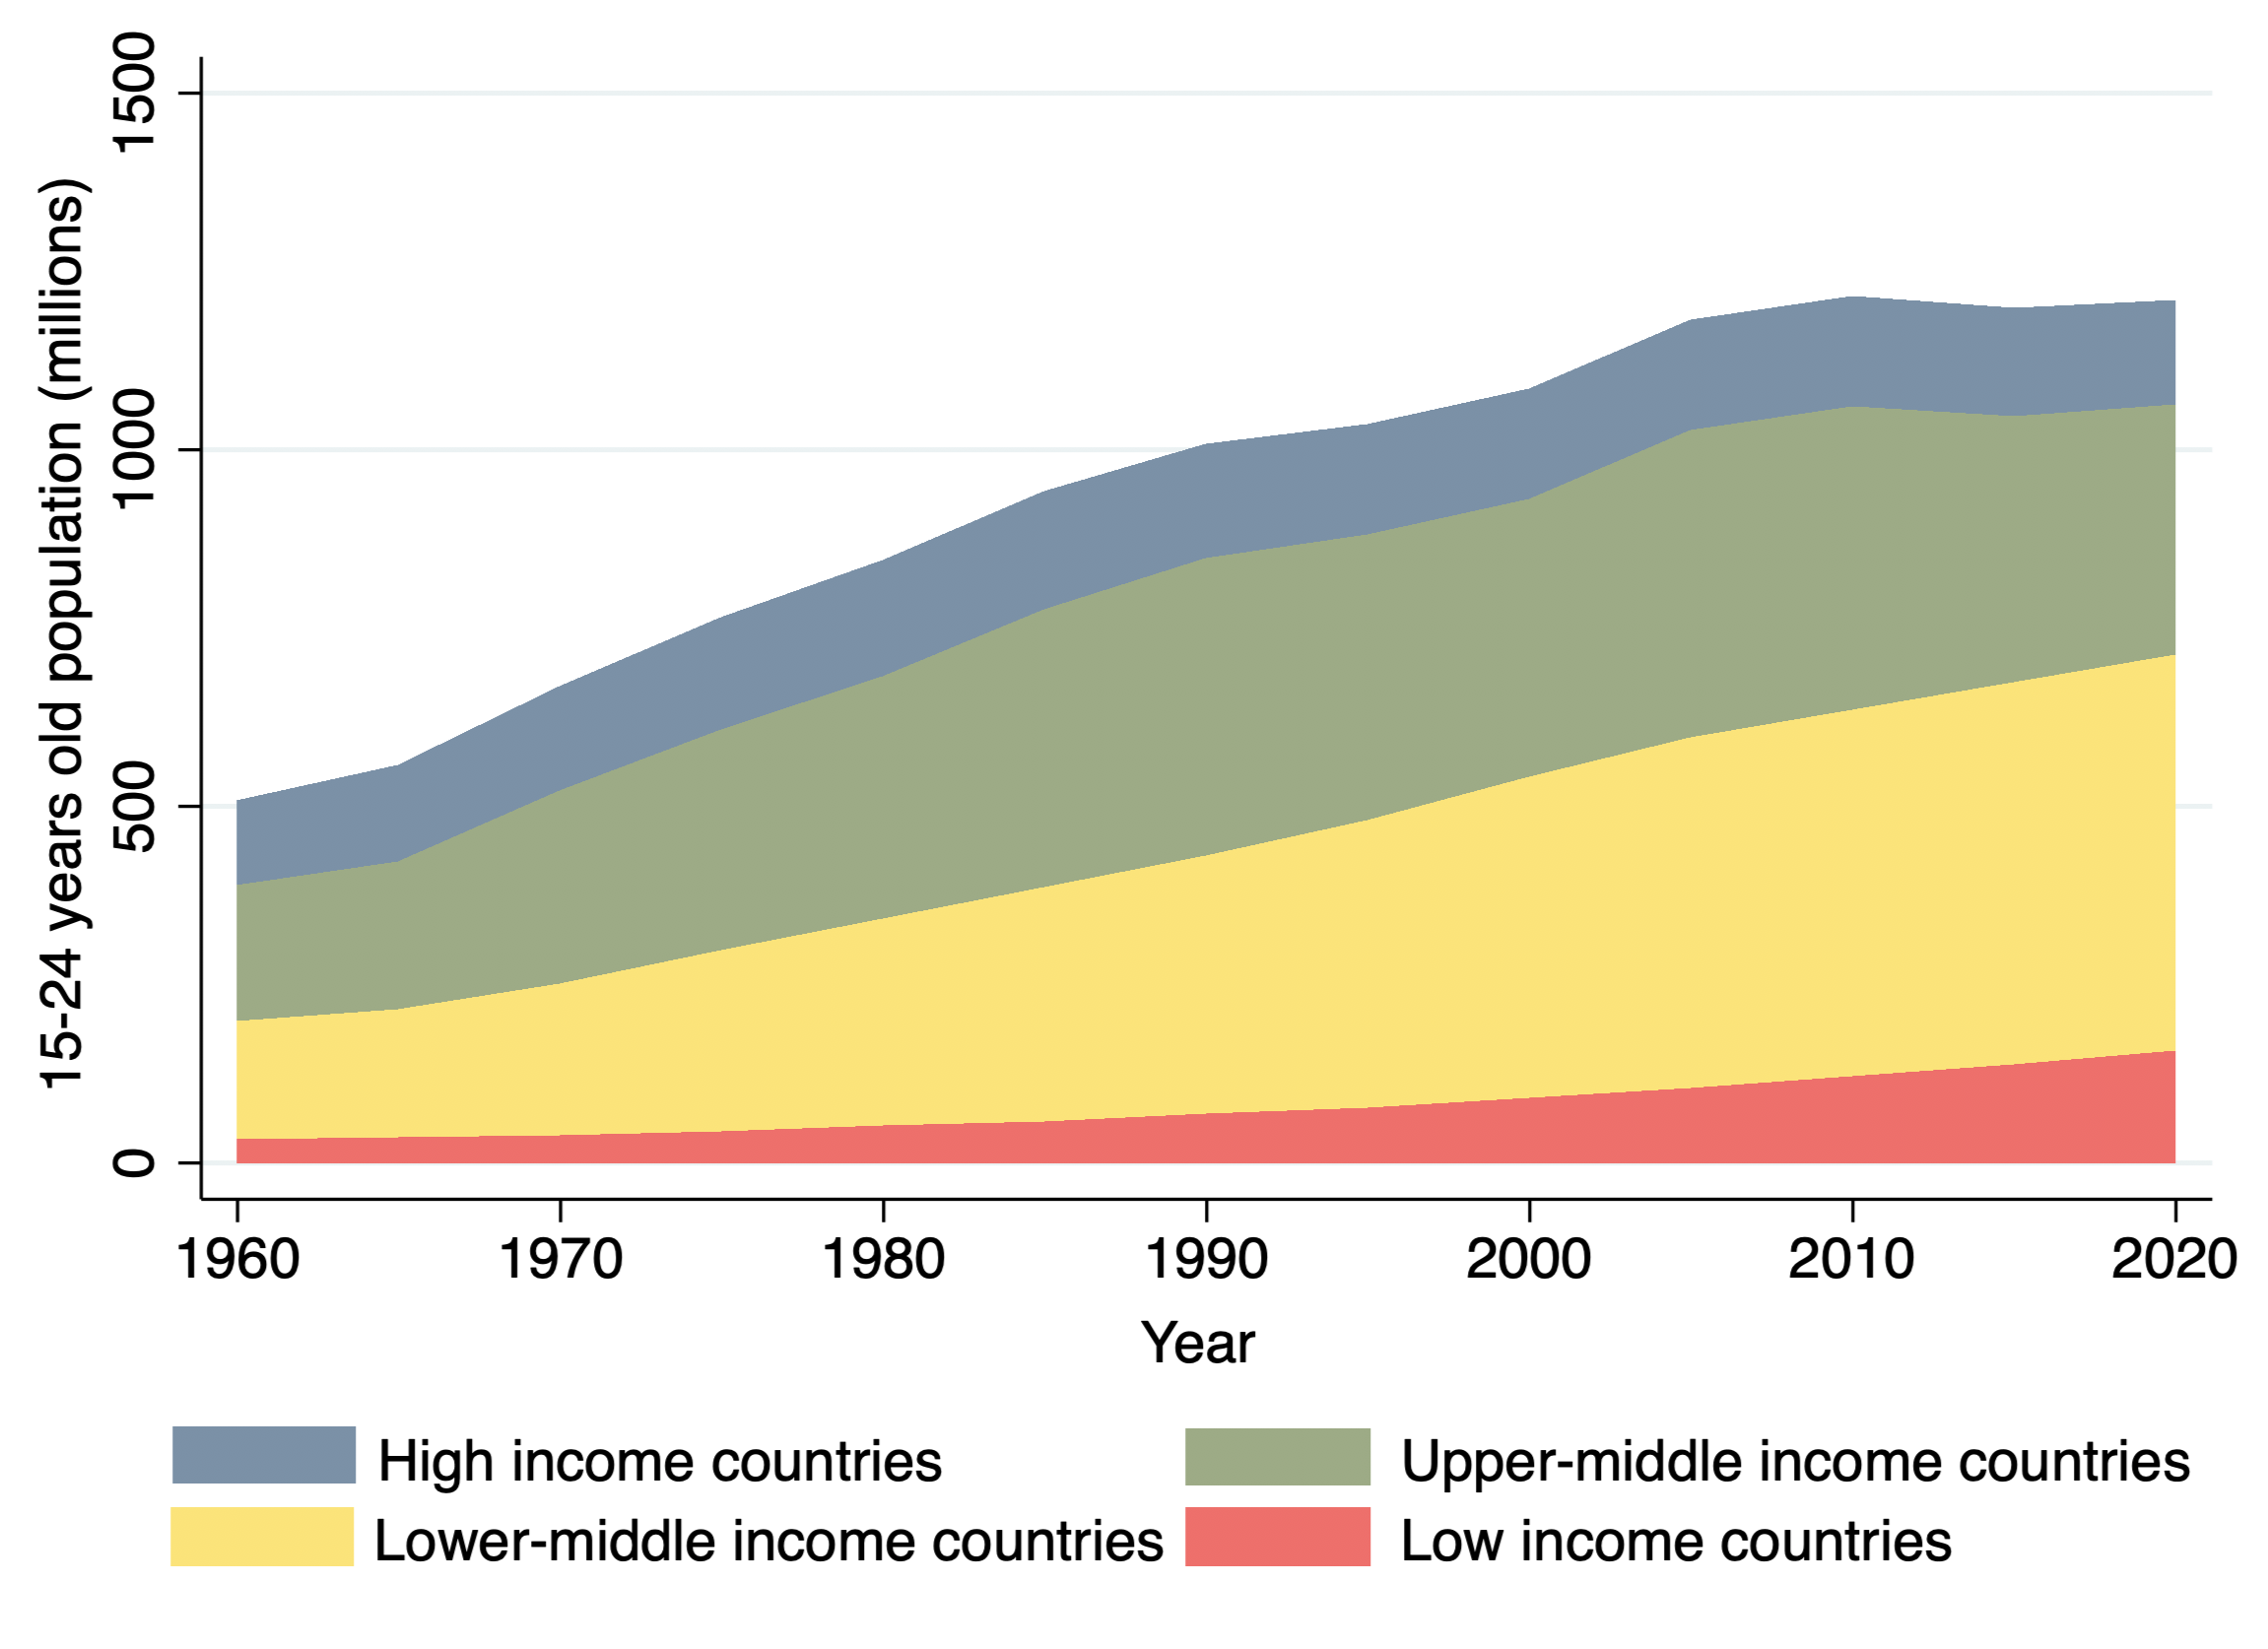 15-24 years old population (millions)
1500
1000
500
0
1960 1970 1980 1990 2000 2010 2020
Year
High income countries Upper-middle income countries
Lower-middle income countries Low income countries